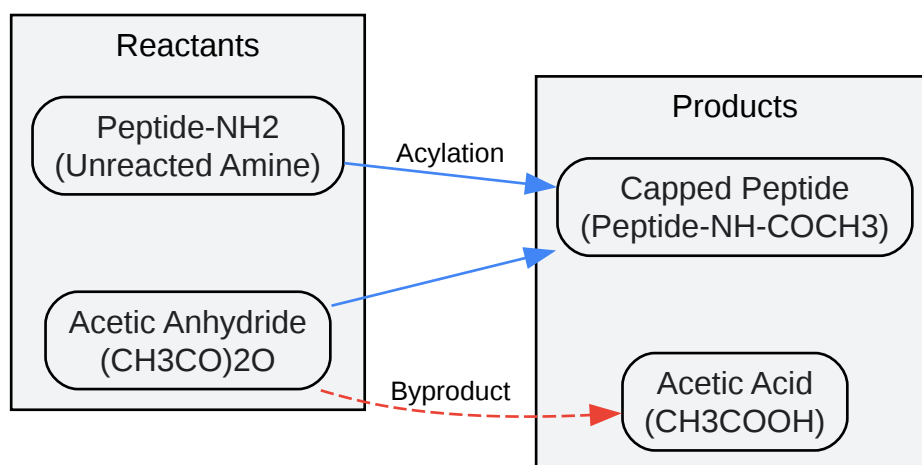 Reactants
Peptide-NH2
(Unreacted Amine)
Acetic Anhydride
(CH3CO)2O
Acylation
Byproduct
Products
Capped Peptide
(Peptide-NH-COCH3)
Acetic Acid
(CH3COOH)